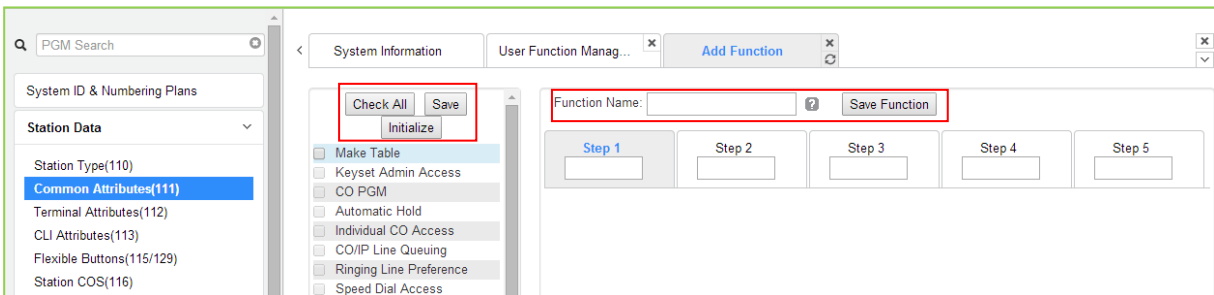 PGM Search
System Information
User Function Manag...
Add Function
System ID & Numbering Plans
Station Data
Station Type(110)
Common Attributes(111)
Terminal Attributes(112)
CLI Attributes(113)
Flexible Buttons(115/129)
Station COS(116)
Check All Save
Initialize
Make Table
Keyset Admin Access
CO PGM
Automatic Hold
Individual CO Access
CO/IP Line Queuing
Ringing Line Preference
Speed Dial Access
Function Name: ? Save Function
Step 1 Step 2 Step 3 Step 4 Step 5